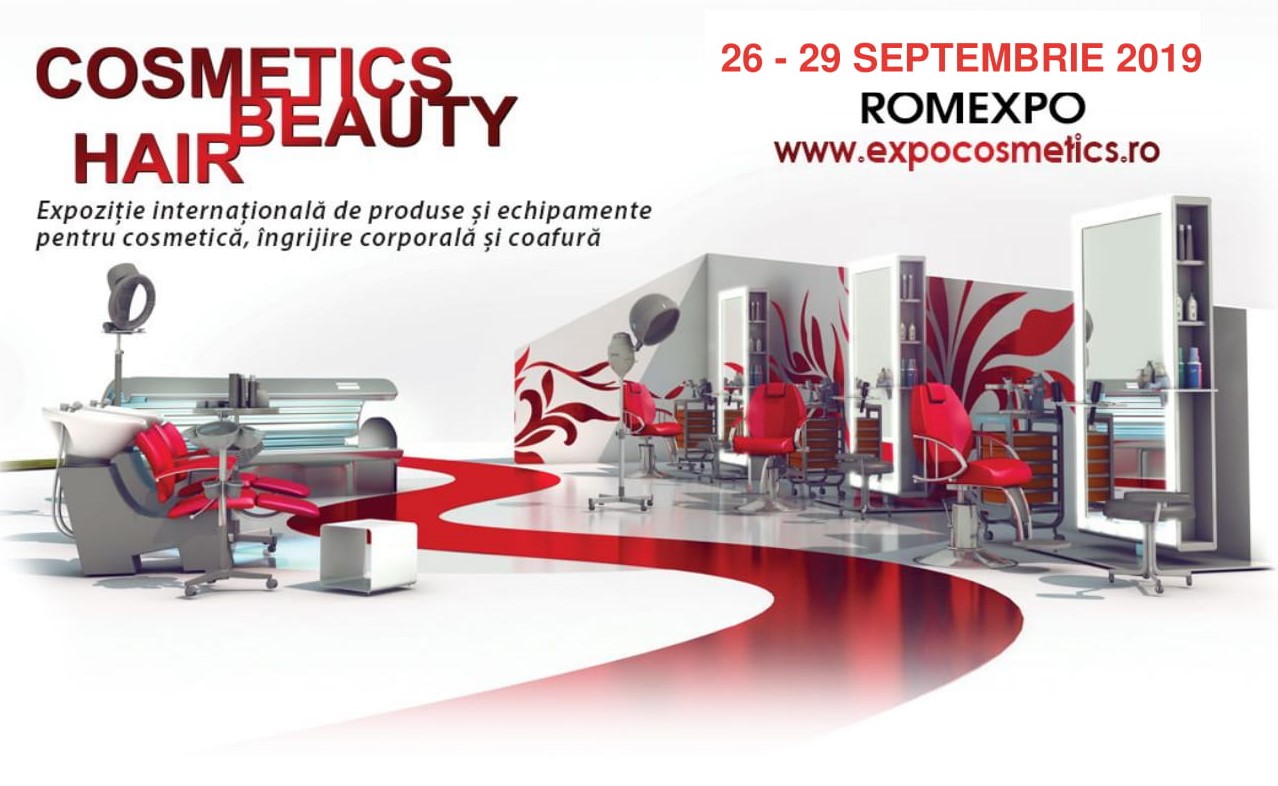 COSMETICS
BEAUTY
HAIR
Expoziție internațională de produse și echipamente
pentru cosmetică, îngrijire corporală și coafură
26 - 29 SEPTEMBRIE 2019
ROMEXPO
www.expocosmetics.ro